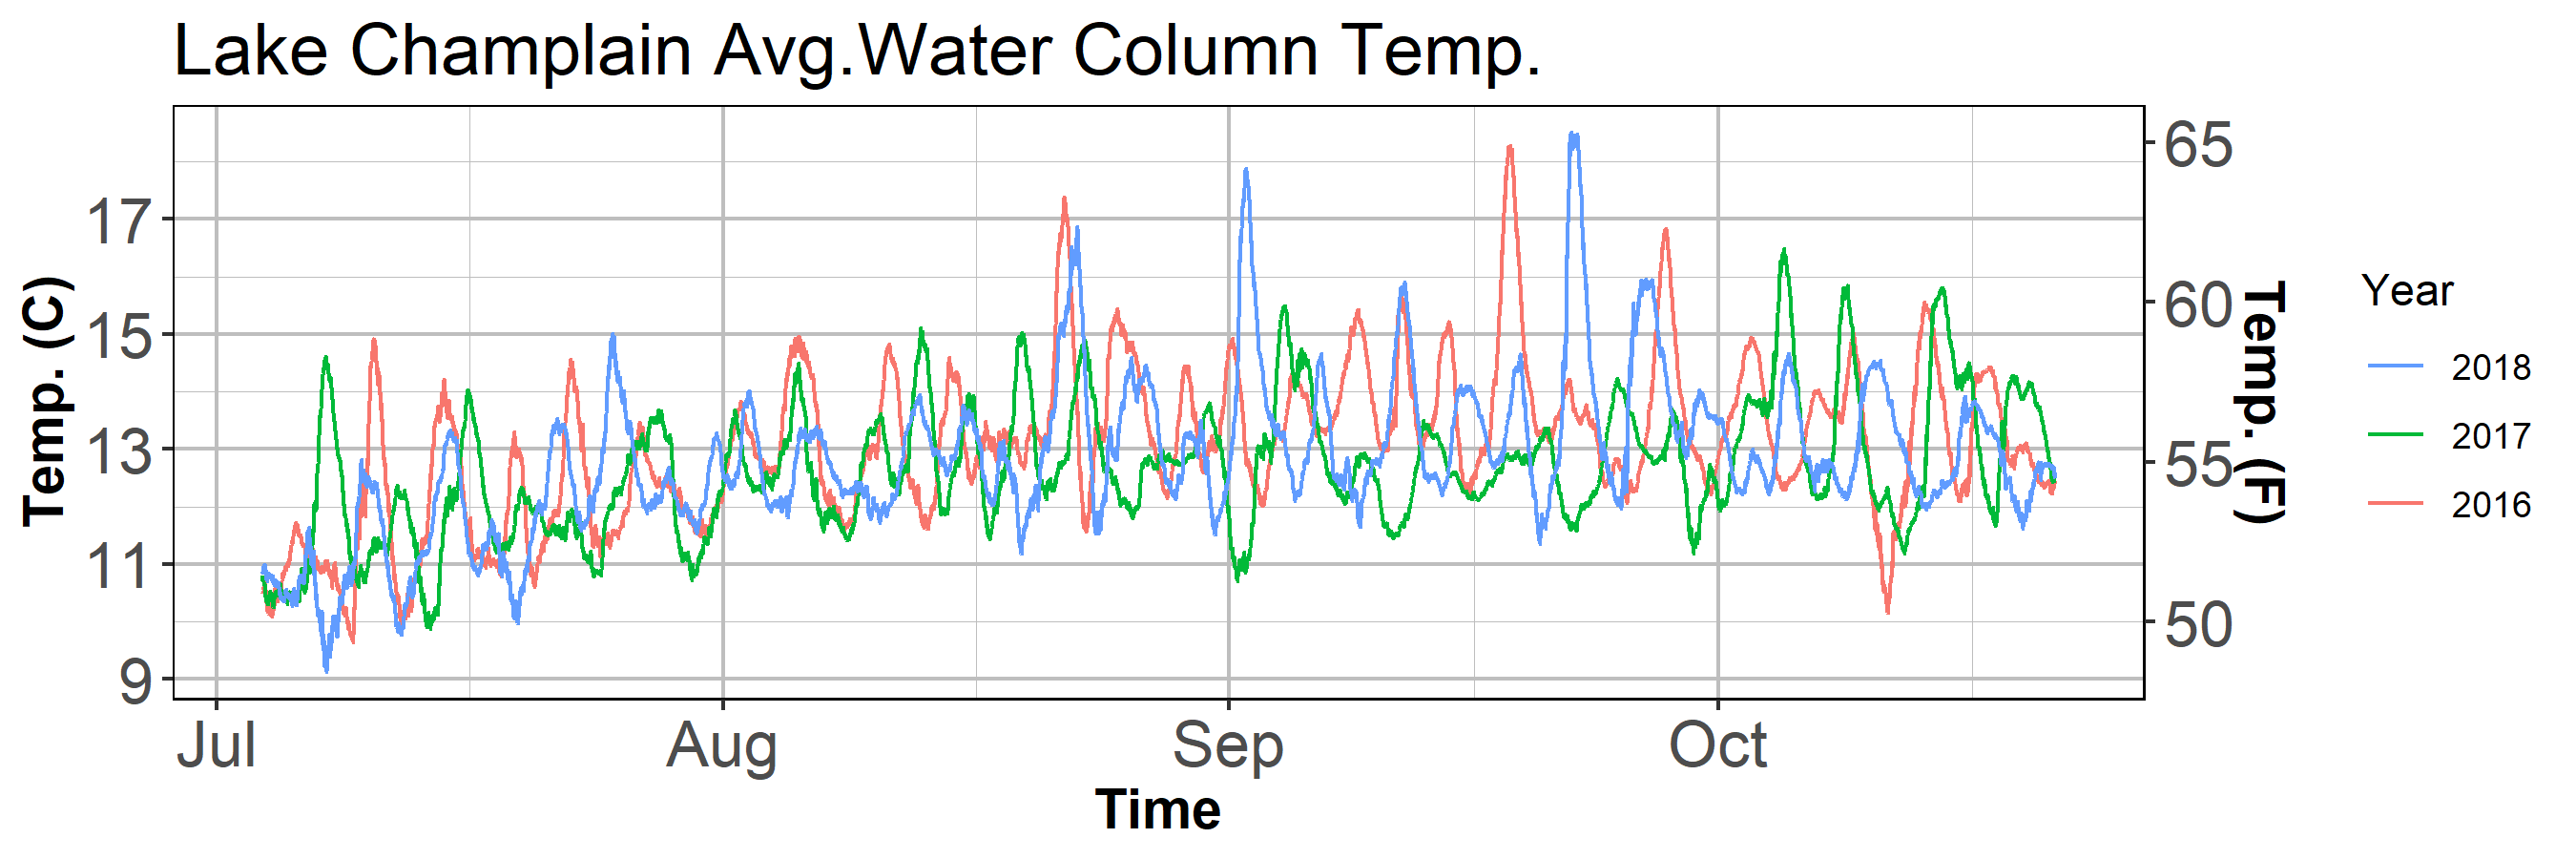 Lake Champlain Avg.Water Column Temp.
Temp. (C)
17
15
13
11
9
65
60
55
50
Temp. (F)
Jul Aug Sep Oct
Time
Year
2018
2017
2016